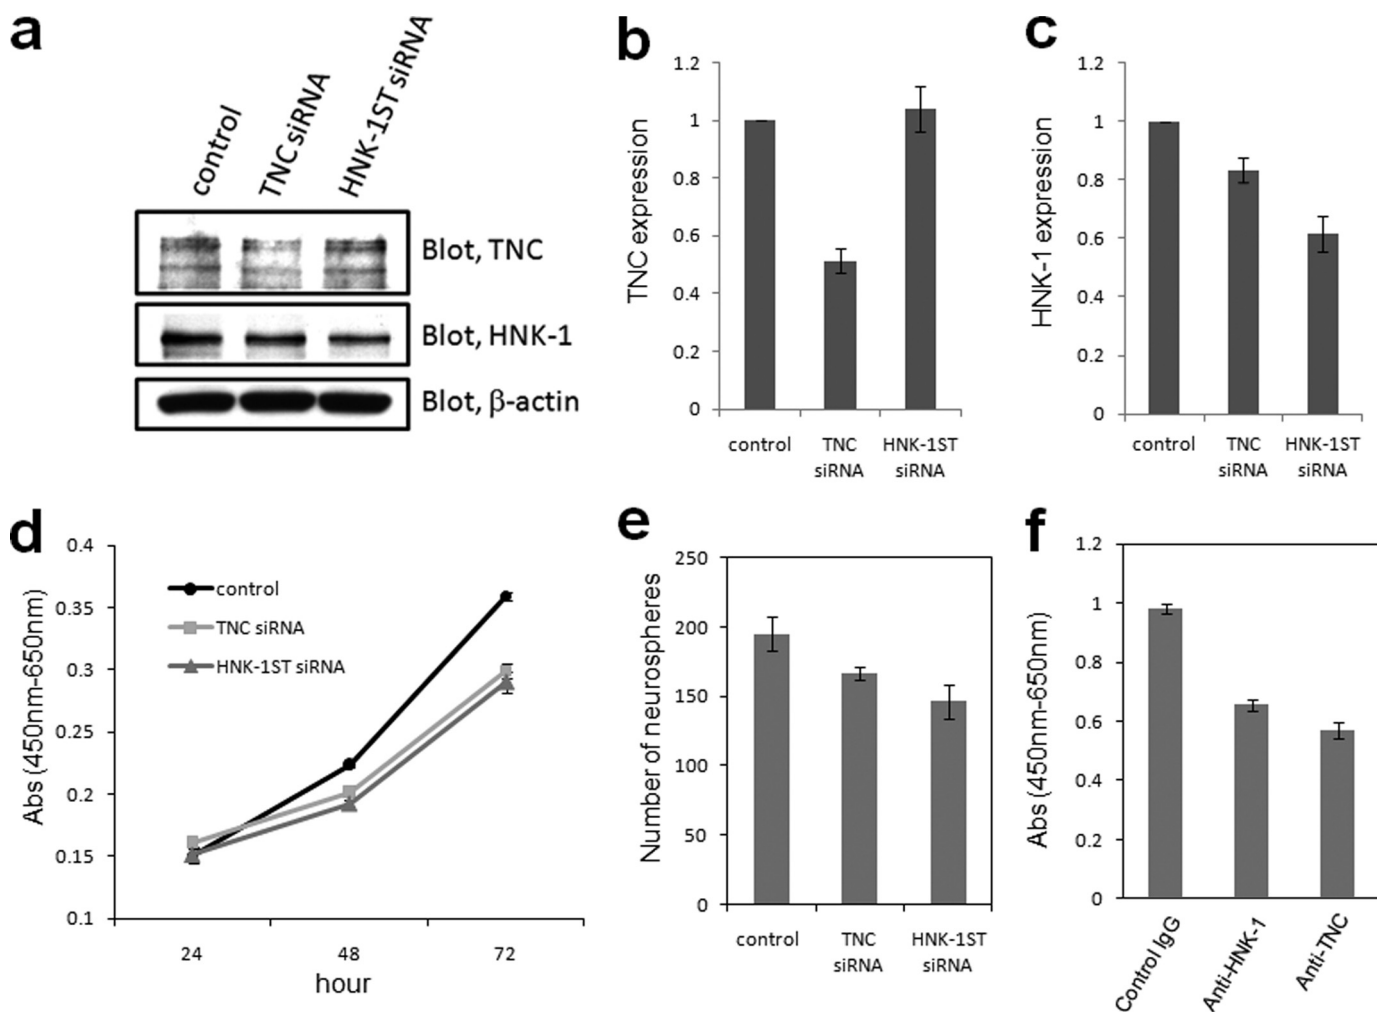 a
control
TNC siRNA
HNK-1ST siRNA
Blot, TNC
Blot, HNK-1
Blot, β-actin
b
TNC expression
1.2
1
0.8
0.6
0.4
0.2
0
control
TNC
siRNA
HNK-1ST
siRNA
c
HNK-1 expression
1.2
1
0.8
0.6
0.4
0.2
0
control
TNC
siRNA
HNK-1ST
siRNA
d
Abs (450nm-650nm)
0.4
0.35
0.3
0.25
0.2
0.15
0.1
control
TNC siRNA
HNK-1ST siRNA
24
48
72
hour
e
Number of neurospheres
250
200
150
100
50
0
control
TNC
siRNA
HNK-1ST
siRNA
f
Abs (450nm-650nm)
1.2
1
0.8
0.6
0.4
0.2
0
Control IgG
Anti-HNK-1
Anti-TNC